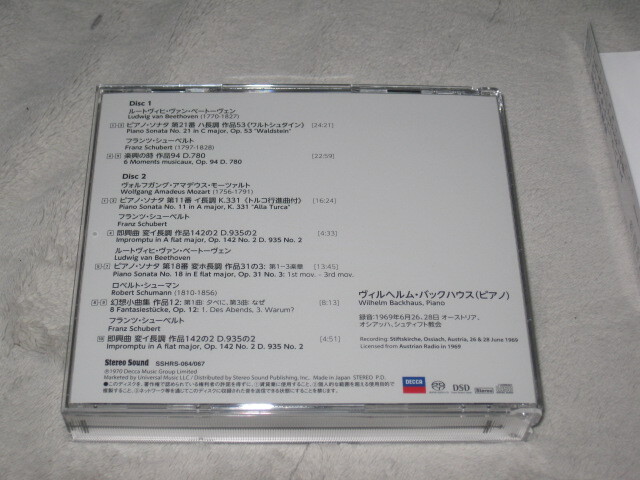 Disc 1
ルートヴィヒ・ヴァン・ベートーヴェン
Ludwig van Beethoven (1770-1827)
ピアノ・ソナタ 第21番 ハ長調 作品53《ワルトシュタイン》 [24:21]
Piano Sonata No. 21 in C major, Op. 53 "Waldstein"
フランツ・シューベルト
Franz Schubert (1797-1828)
楽興の時 作品94 D.780 [22:59]
6 Moments musicaux, Op. 94 D. 780
Disc 2
ヴォルフガング・アマデウス・モーツァルト
Wolfgang Amadeus Mozart (1756-1791)
ピアノ・ソナタ 第11番 イ長調 K.331《トルコ行進曲付》 [16:24]
Piano Sonata No. 11 in A major, K. 331 "Alla Turca"
フランツ・シューベルト
Franz Schubert
即興曲 変イ長調 作品142の2 D.935の2 [4:33]
Impromptu in A flat major, Op. 142 No. 2 D. 935 No. 2
ルートヴィヒ・ヴァン・ベートーヴェン
Ludwig van Beethoven
ピアノ・ソナタ 第18番 変ホ長調 作品31の3: 第1-3楽章 [13:45]
Piano Sonata No. 18 in E flat major, Op. 31 No. 3: 1st mov. - 3rd mov.
ロベルト・シューマン
Robert Schumann (1810-1856)
幻想小曲集 作品12: 第1曲: タベに、第3曲: なぜ [8:13]
8 Fantasiestücke, Op. 12: 1. Des Abends, 3. Warum?
フランツ・シューベルト
Franz Schubert
即興曲 変イ長調 作品142の2 D.935の2 [4:51]
Impromptu in A flat major, Op. 142 No. 2 D. 935 No. 2
ヴィルヘルム・バックハウス(ピアノ)
Wilhelm Backhaus, Piano
録音:1969年6月26、28日 オーストリア、
オシアッハ、シュティフト教会
Recording: Stiftskirche, Ossach, Austria, 26 & 28 June 1969
Licensed from Austrian Radio in 1969
Stereo Sound SSHRS-064/067
℗1970 Decca Music Group Limited
Marketed by Universal Music LLC / Distributed by Stereo Sound Publishing, Inc., Made in Japan. STEREO P.D.
DECCA
DSD